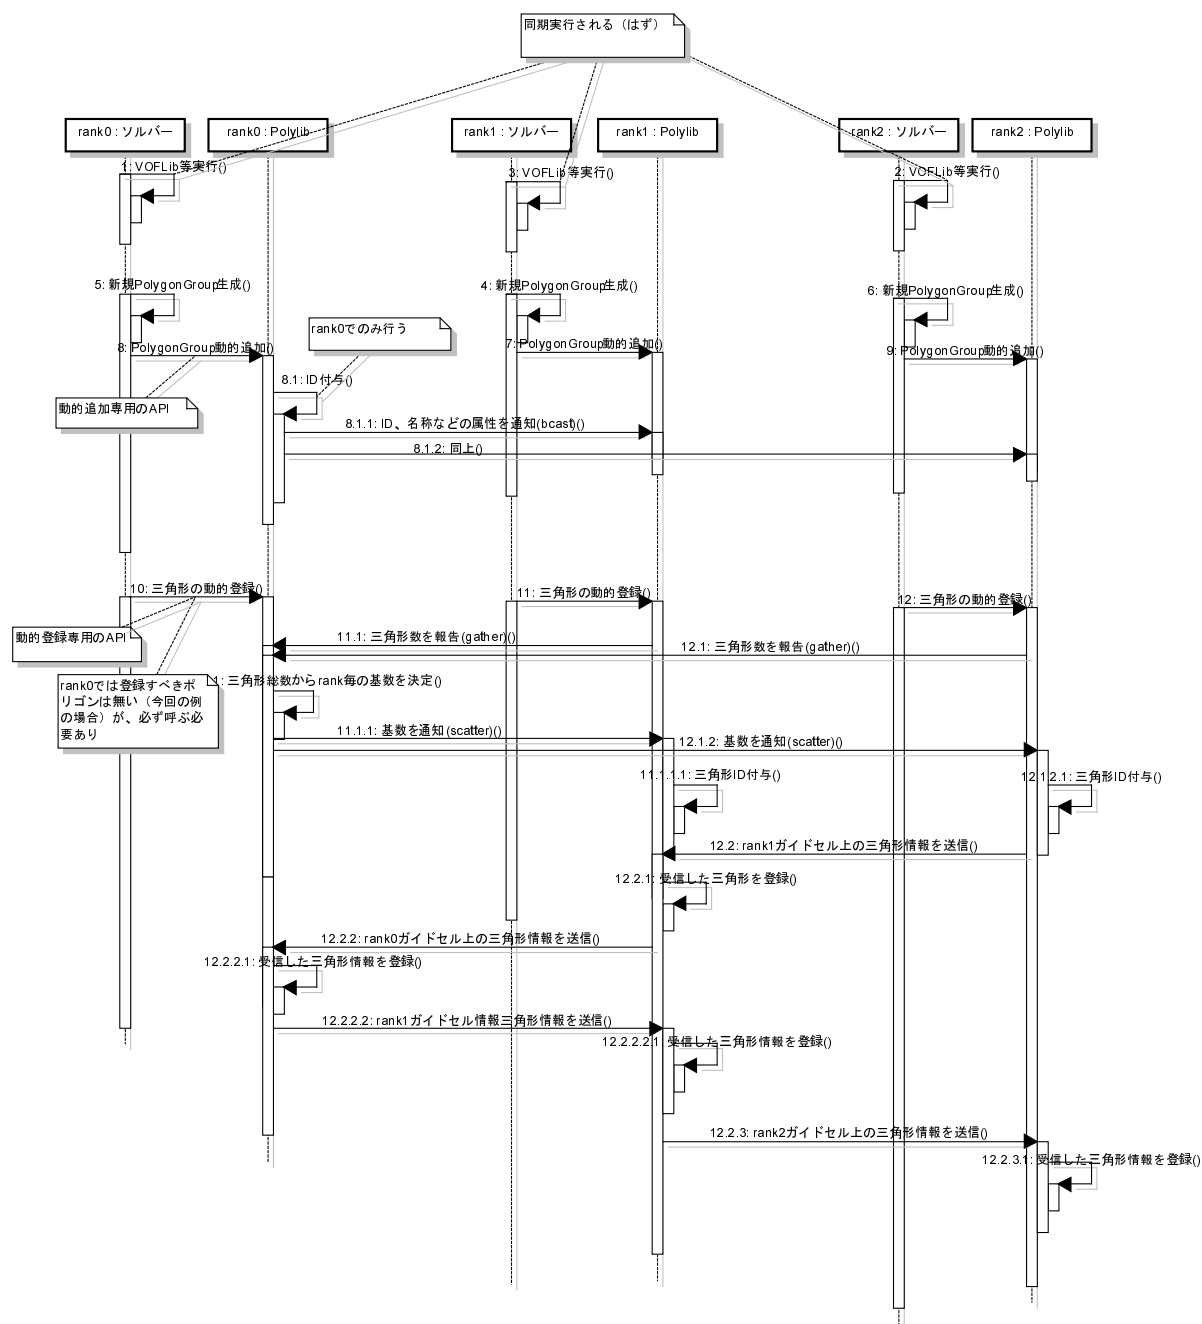 同期実行される（はず）
rank0 : ソルバー
rank0 : Polylib
rank1 : ソルバー
rank1 : Polylib
rank2 : ソルバー
rank2 : Polylib
1: VOFLib等実行()
3: VOFLib等実行()
2: VOFLib等実行()
5: 新規PolygonGroup生成()
4: 新規PolygonGroup生成()
6: 新規PolygonGroup生成()
rank0でのみ行う
8: PolygonGroup動的追加()
7: PolygonGroup動的追加()
9: PolygonGroup動的追加()
8.1: ID付与()
動的追加専用のAPI
8.1.1: ID、名称などの属性を通知(bcast)()
8.1.2: 同上()
10: 三角形の動的登録()
11: 三角形の動的登録()
12: 三角形の動的登録()
動的登録専用のAPI
11.1: 三角形数を報告(gather)()
12.1: 三角形数を報告(gather)()
rank0では登録すべきポ
リゴンは無い（今回の例
の場合）が、必ず呼ぶ必
要あり
1: 三角形総数からrank毎の基数を決定()
11.1.1: 基数を通知(scatter)()
12.1.2: 基数を通知(scatter)()
11.1.1.1: 三角形ID付与()
12.1.2.1: 三角形ID付与()
12.2: rank1ガイドセル上の三角形情報を送信()
12.2.1: 受信した三角形を登録()
12.2.2: rank0ガイドセル上の三角形情報を送信()
12.2.2.1: 受信した三角形情報を登録()
12.2.2.2: rank1ガイドセル情報三角形情報を送信()
12.2.2.2.1: 受信した三角形情報を登録()
12.2.3: rank2ガイドセル上の三角形情報を送信()
12.2.3.1: 受信した三角形情報を登録()